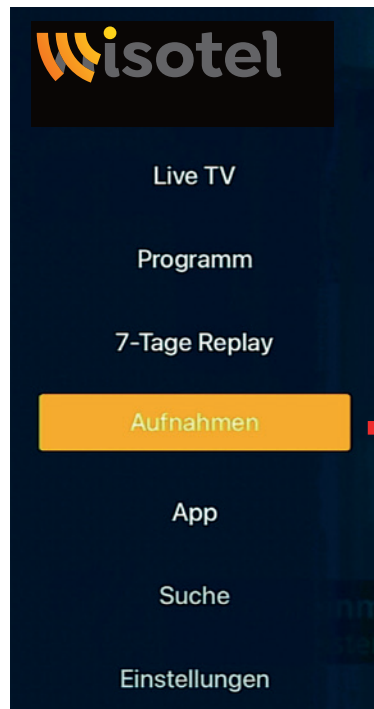 wisotel
Live TV
Programm
7-Tage Replay
Aufnahmen
App
Suche
Einstellungen